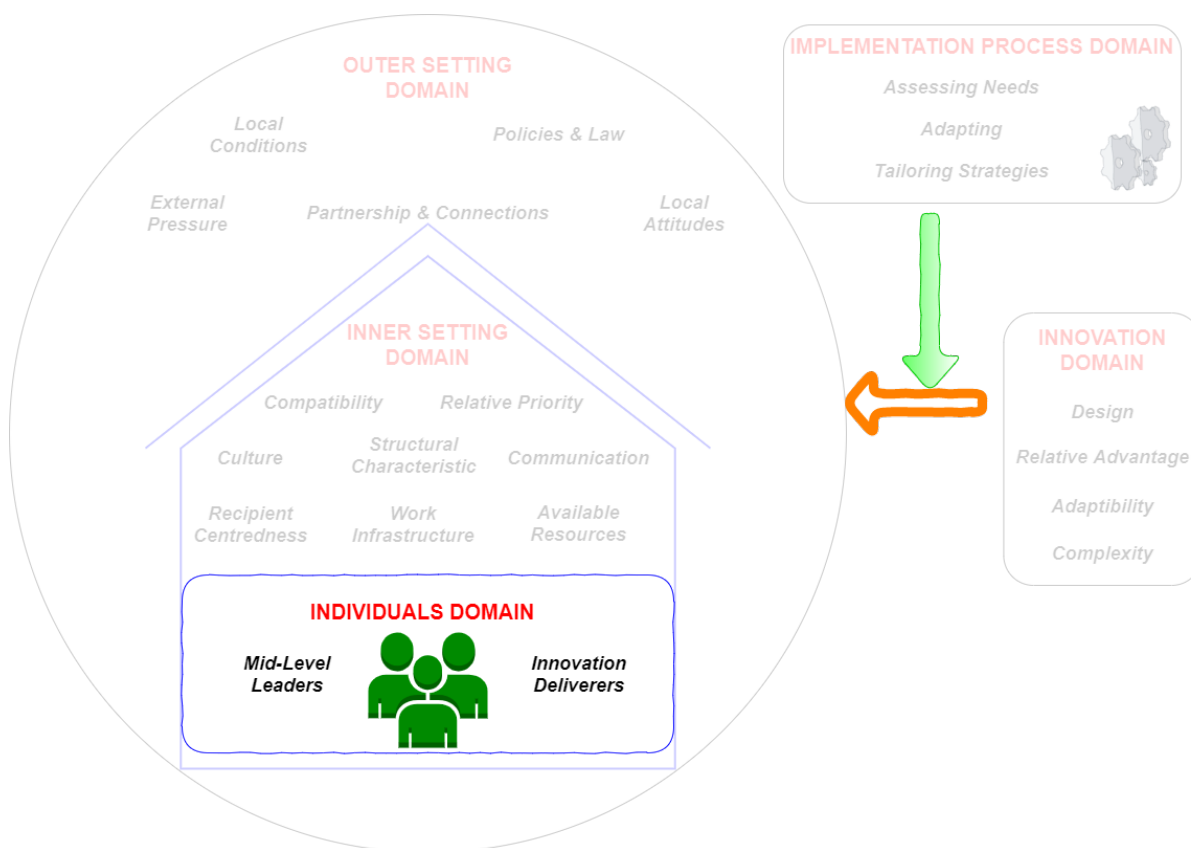 OUTER SETTING
DOMAIN
Local
Conditions
Policies & Law
External
Pressure
Partnership & Connections
Local
Attitudes
INNER SETTING
DOMAIN
Compatibility
Relative Priority
Culture
Structural
Characteristic
Communication
Recipient
Centredness
Work
Infrastructure
Available
Resources
INDIVIDUALS DOMAIN
Mid-Level
Leaders
Innovation
Deliverers
IMPLEMENTATION PROCESS DOMAIN
Assessing Needs
Adapting
Tailoring Strategies
INNOVATION
DOMAIN
Design
Relative Advantage
Adaptibility
Complexity